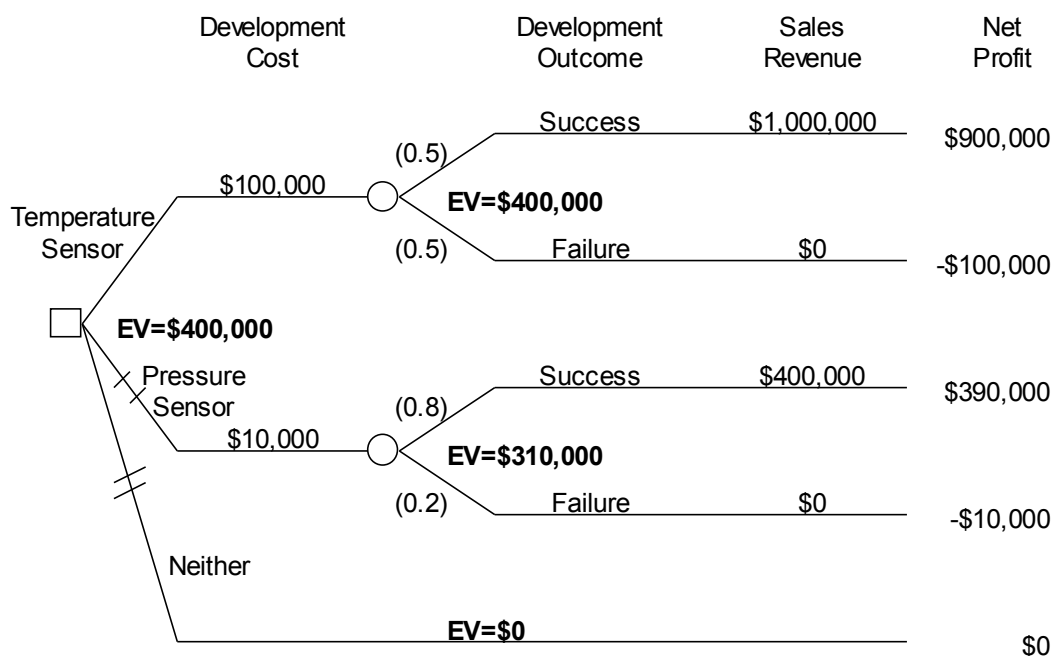 Development Cost
Development Outcome
Sales Revenue
Net Profit
Success
$1,000,000
$900,000
(0.5)
$100,000
EV=$400,000
Temperature Sensor
(0.5)
Failure
$0
-$100,000
EV=$400,000
Pressure Sensor
Success
$400,000
$390,000
(0.8)
$10,000
EV=$310,000
(0.2)
Failure
$0
-$10,000
Neither
EV=$0
$0